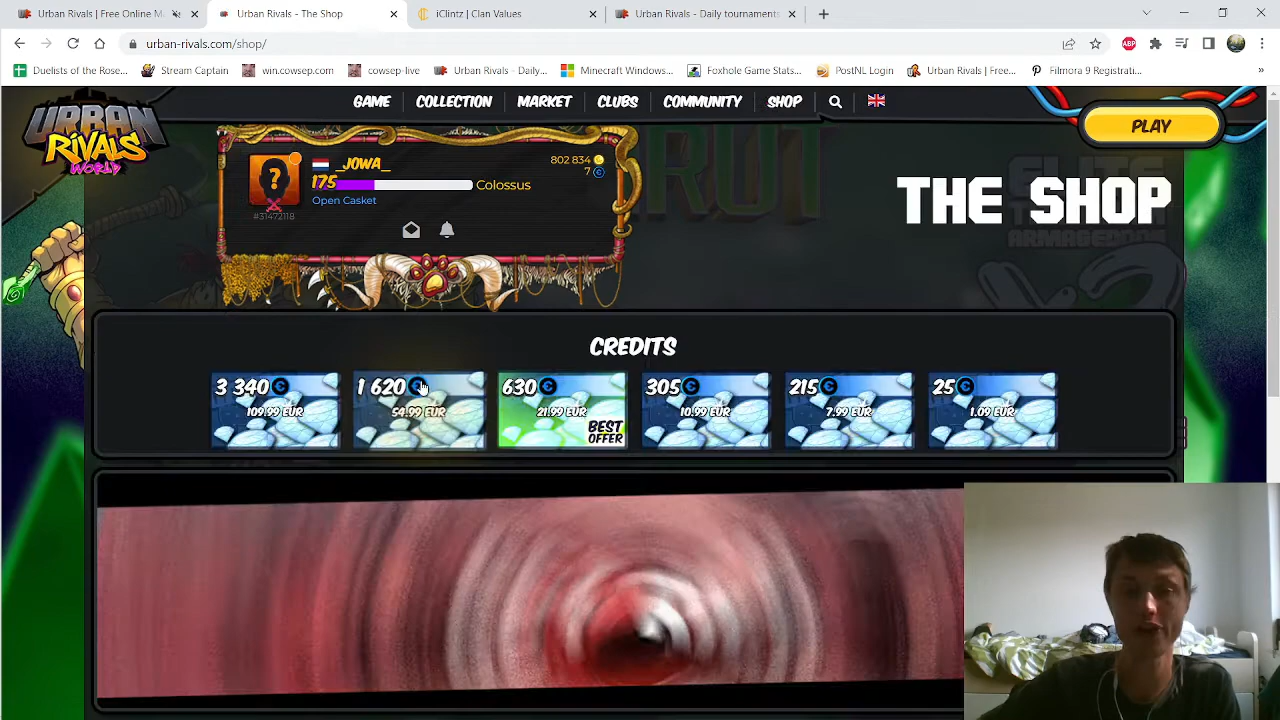 Urban Rivals | Free Online M
Urban Rivals - The Shop
iClintz | Clan Values
Urban Rivals - Daily tournaments
urban-rivals.com/shop/
ABP
Duelists of the Rose...
Stream Captain
win.cowsep.com
cowsep-live
Urban Rivals - Daily...
Minecraft Windows...
Foxhole Game Stats...
PostNL Login
Urban Rivals | Free...
Filmora 9 Registrati...
URBAN RIVALS WORLD
GAME
COLLECTION
MARKET
CLUBS
COMMUNITY
SHOP
PLAY
_JOWA_
802 834
175
Colossus
7
Open Casket
#31472118
THE SHOP
CREDITS
3 340
109.99 EUR
1 620
54.99 EUR
630
21.99 EUR
BEST
OFFER
305
10.99 EUR
215
7.99 EUR
25
1.09 EUR